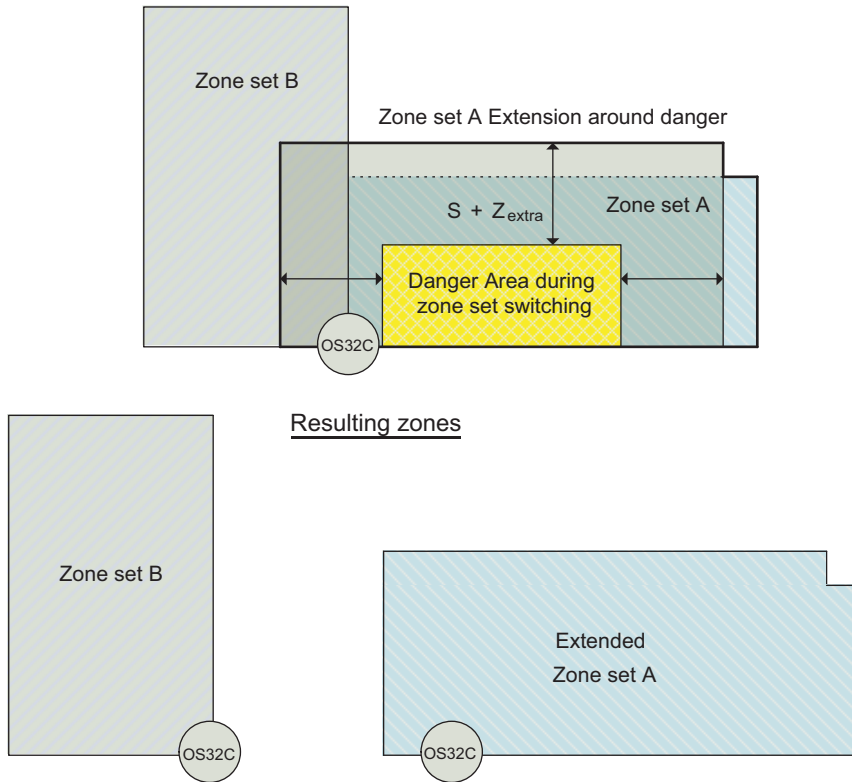 Zone set B
Zone set A Extension around danger
S + Zextra
Zone set A
Danger Area during
zone set switching
OS32C
Resulting zones
Zone set B
Extended
Zone set A
OS32C
OS32C